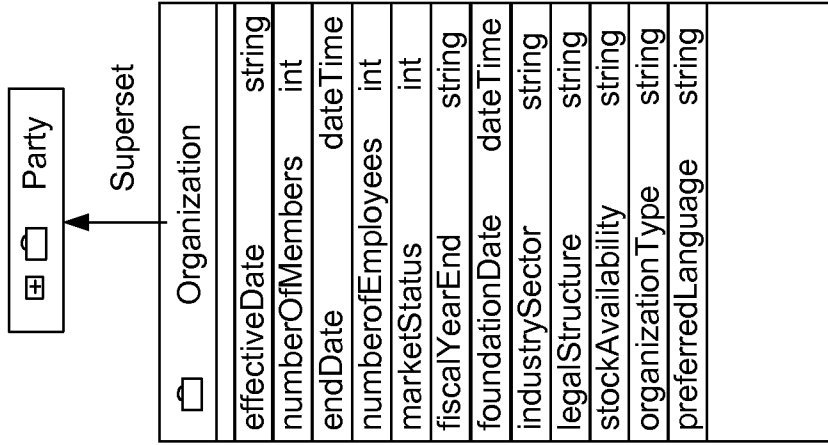 Party
Superset
Organization
effectiveDate string
numberOfMembers int
endDate dateTime
numberofEmployees int
marketStatus int
fiscalYearEnd string
foundationDate dateTime
industrySector string
legalStructure string
stockAvailability string
organizationType string
preferredLanguage string